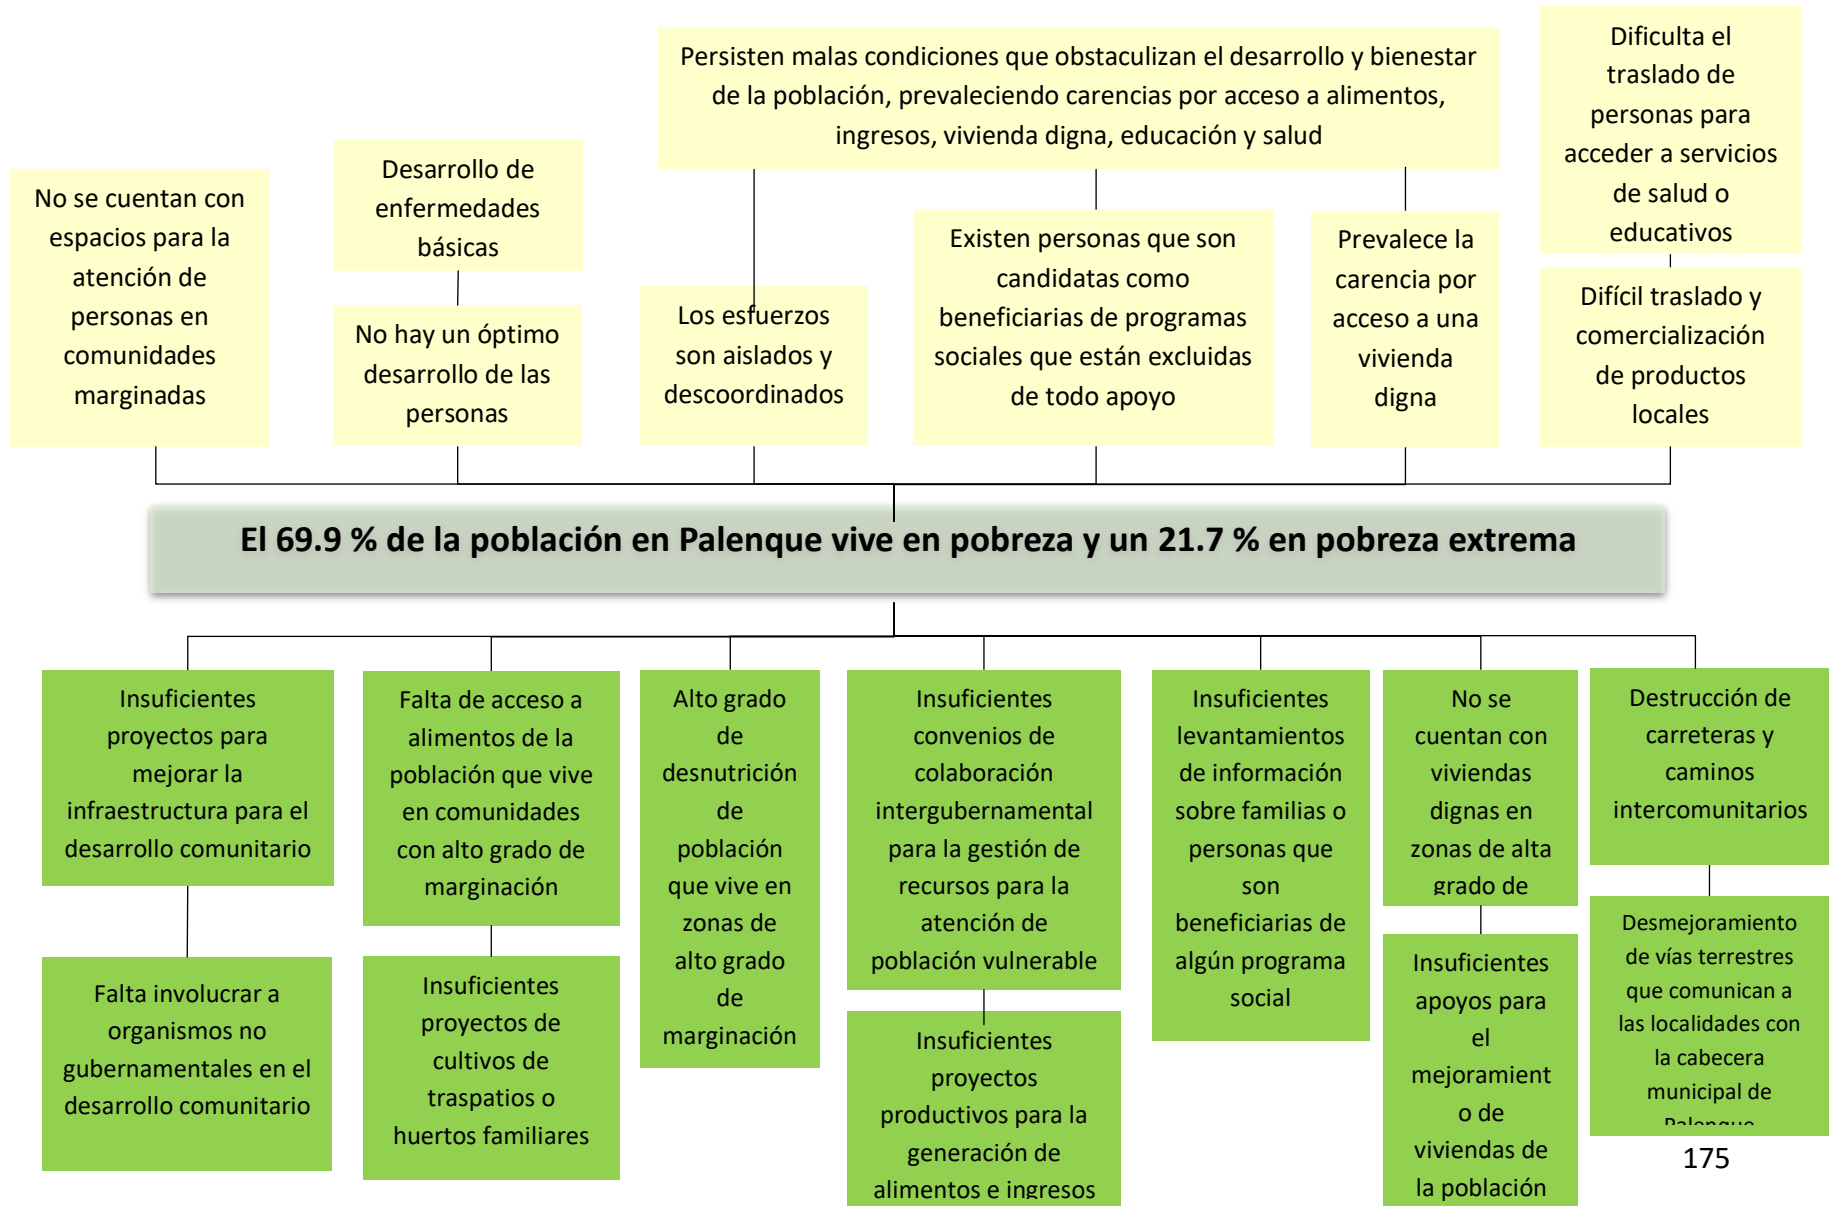 Persisten malas condiciones que obstaculizan el desarrollo y bienestar
de la población, prevaleciendo carencias por acceso a alimentos,
ingresos, vivienda digna, educación y salud
Dificulta el
traslado de
personas para
acceder a servicios
de salud o
educativos
Desarrollo de
enfermedades
básicas
No se cuentan con
espacios para la
atención de
personas en
comunidades
marginadas
No hay un óptimo
desarrollo de las
personas
Los esfuerzos
son aislados y
descoordinados
Existen personas que son
candidatas como
beneficiarias de programas
sociales que están excluidas
de todo apoyo
Prevalece la
carencia por
acceso a una
vivienda
digna
Difícil traslado y
comercialización
de productos
locales
El 69.9 % de la población en Palenque vive en pobreza y un 21.7 % en pobreza extrema
Insuficientes
proyectos para
mejorar la
infraestructura para el
desarrollo comunitario
Falta de acceso a
alimentos de la
población que vive
en comunidades
con alto grado de
marginación
Alto grado
de
desnutrición
de
población
que vive en
zonas de
alto grado
de
marginación
Insuficientes
convenios de
colaboración
intergubernamental
para la gestión de
recursos para la
atención de
población vulnerable
Insuficientes
levantamientos
de información
sobre familias o
personas que
son
beneficiarias de
algún programa
social
No se
cuentan con
viviendas
dignas en
zonas de alta
grado de
Destrucción de
carreteras y
caminos
intercomunitarios
Falta involucrar a
organismos no
gubernamentales en el
desarrollo comunitario
Insuficientes
proyectos de
cultivos de
traspatios o
huertos familiares
Insuficientes
proyectos
productivos para la
generación de
alimentos e ingresos
Insuficientes
apoyos para
el
mejoramient
o de
viviendas de
la población
Desmejoramiento
de vías terrestres
que comunican a
las localidades con
la cabecera
municipal de
Palenque
175